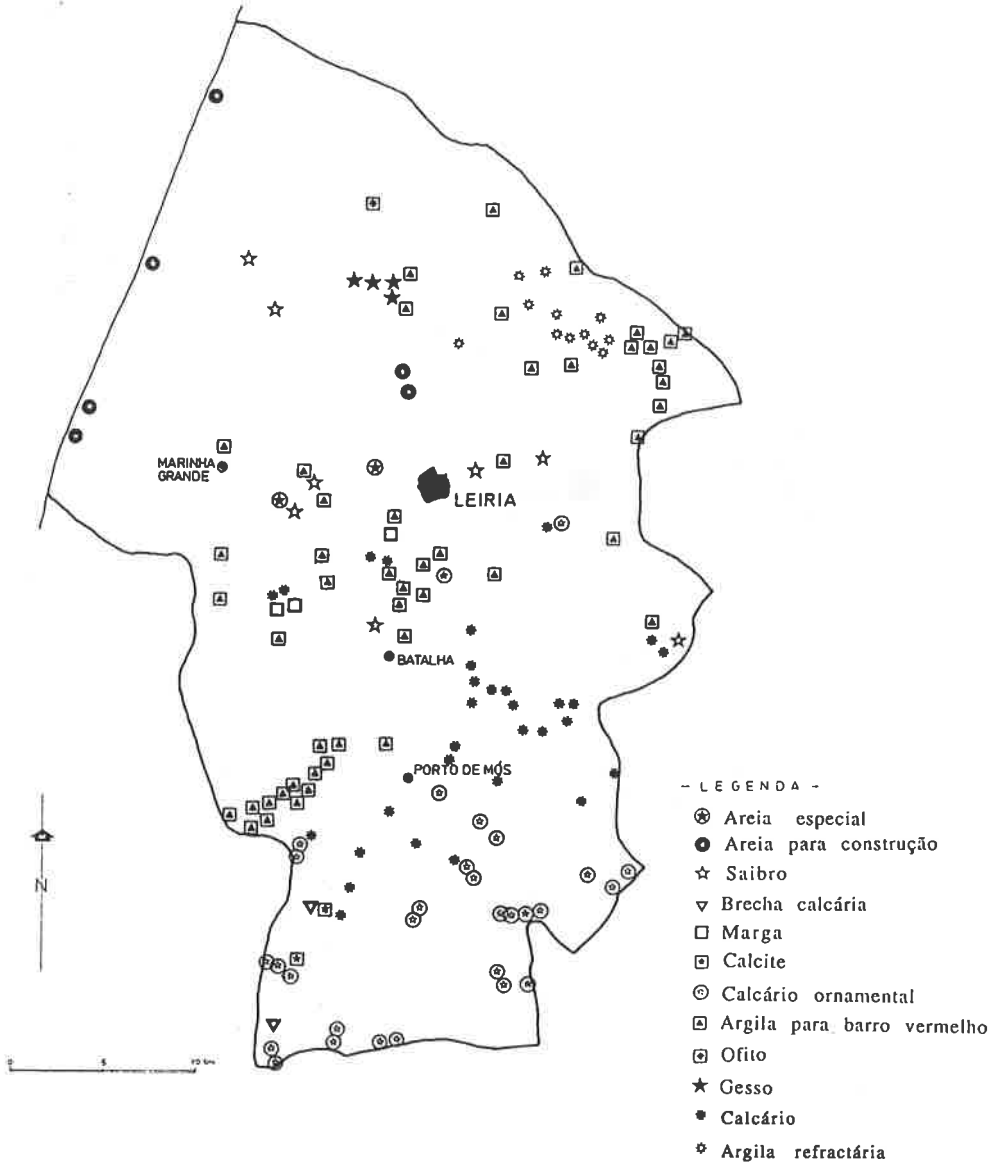 MARINHA
GRANDE
LEIRIA
BATALHA
PORTO DE MÓS
N
0 5 10 Km
- LEGENDA -
Areia especial
Areia para construção
Saibro
Brecha calcária
Marga
Calcite
Calcário ornamental
Argila para barro vermelho
Ofito
Gesso
Calcário
Argila refractária